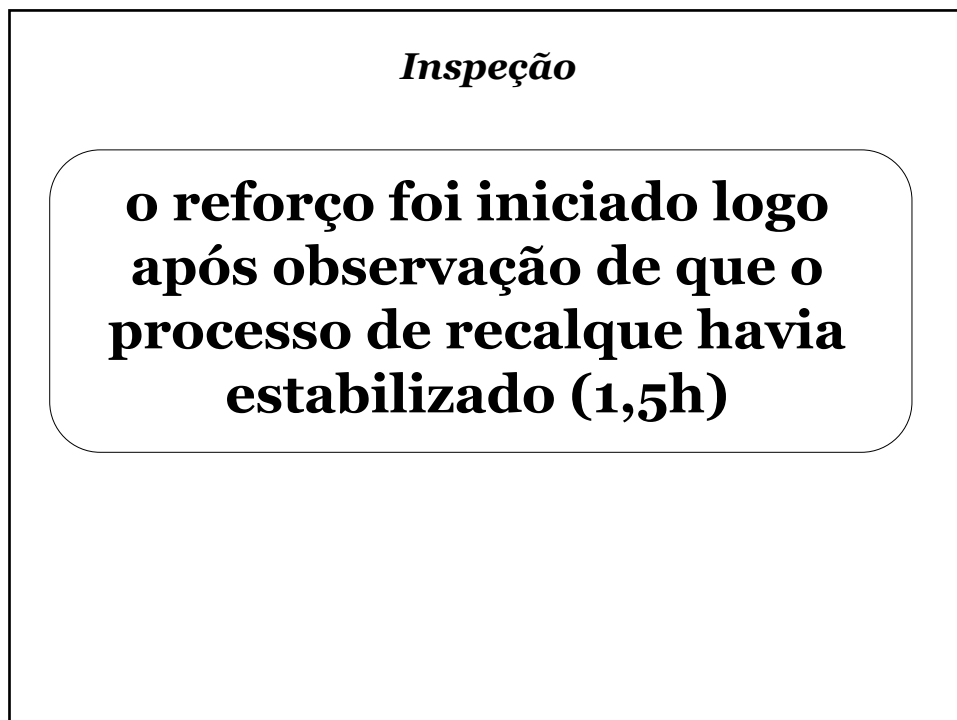 Inspeção
o reforço foi iniciado logo
após observação de que o
processo de recalque havia
estabilizado (1,5h)